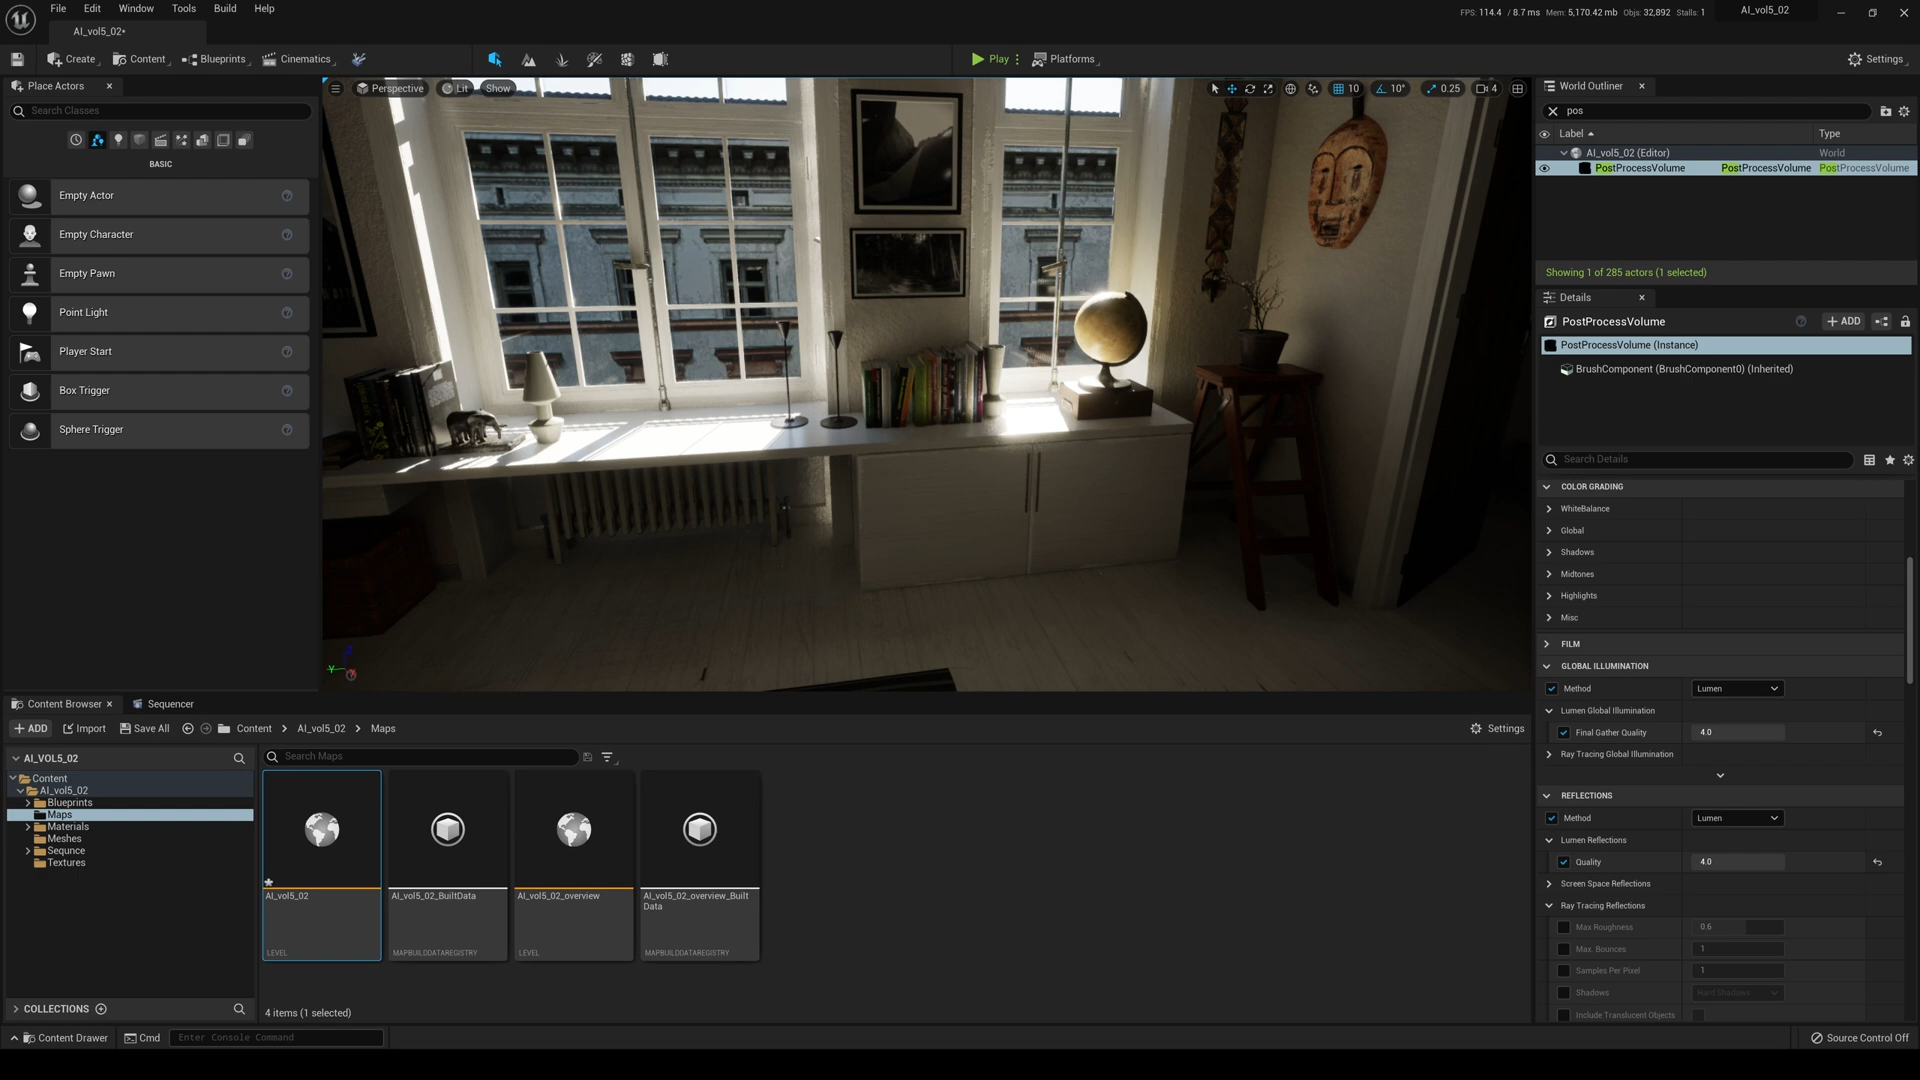 File Edit Window Tools Build Help
FPS: 114.4 / 8.7 ms Mem: 5,170.42 mb Objs: 32,892 Stalls: 1 AI_vol5_02
AI_vol5_02•
Create Content Blueprints Cinematics Play Platforms Settings
Place Actors
Search Classes
BASIC
Empty Actor
Empty Character
Empty Pawn
Point Light
Player Start
Box Trigger
Sphere Trigger
Perspective Lit Show 10 10° 0.25 4
World Outliner
pos
Label Type
AI_vol5_02 (Editor) World
PostProcessVolume PostProcessVolume PostProcessVolume
Showing 1 of 285 actors (1 selected)
Details
PostProcessVolume ADD
PostProcessVolume (Instance)
BrushComponent (BrushComponent0) (Inherited)
Search Details
COLOR GRADING
WhiteBalance
Global
Shadows
Midtones
Highlights
Misc
FILM
GLOBAL ILLUMINATION
Method Lumen
Lumen Global Illumination
Final Gather Quality 4.0
Ray Tracing Global Illumination
REFLECTIONS
Method Lumen
Lumen Reflections
Quality 4.0
Screen Space Reflections
Ray Tracing Reflections
Max Roughness 0.6
Max. Bounces 1
Samples Per Pixel 1
Shadows Hard Shadows
Include Translucent Objects
Content Browser Sequencer
ADD Import Save All Content AI_vol5_02 Maps Settings
AI_VOL5_02
Content
AI_vol5_02
Blueprints
Maps
Materials
Meshes
Sequnce
Textures
COLLECTIONS
Search Maps
AI_vol5_02
LEVEL
AI_vol5_02_BuiltData
MAPBUILDDATAREGISTRY
AI_vol5_02_overview
LEVEL
AI_vol5_02_overview_Built
Data
MAPBUILDDATAREGISTRY
4 items (1 selected)
Content Drawer Cmd Enter Console Command Source Control Off